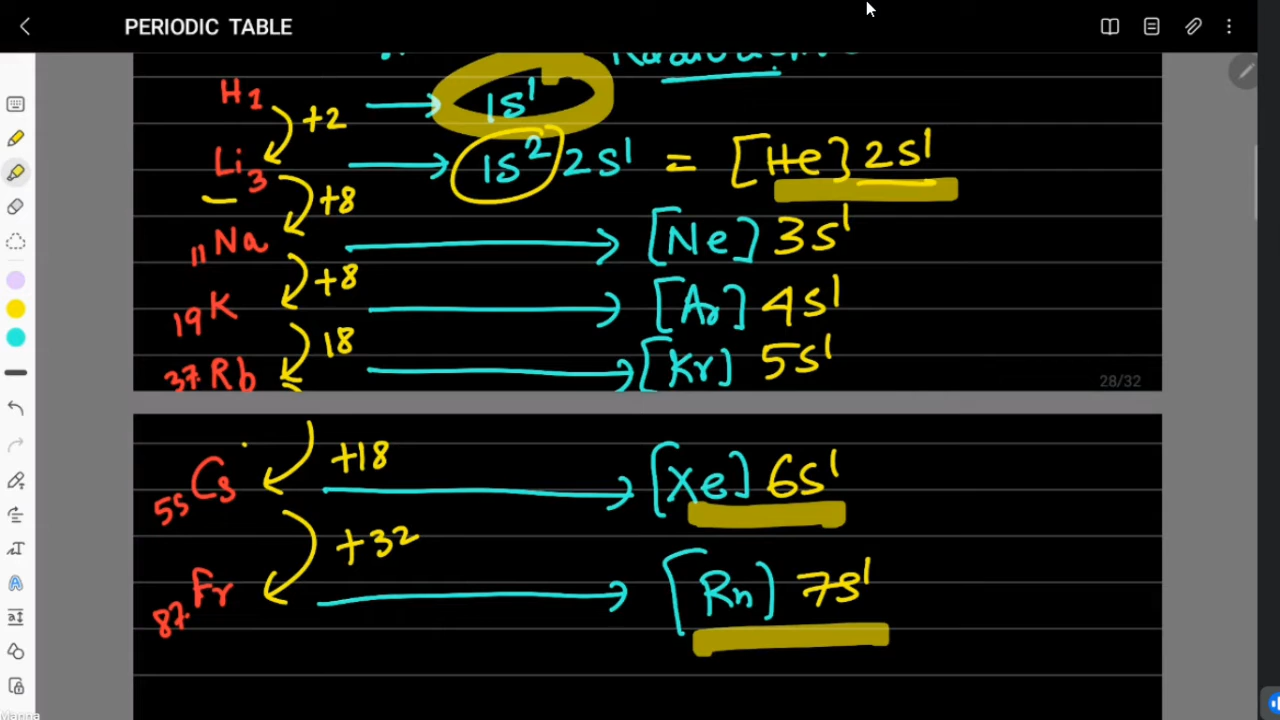 PERIODIC TABLE
H1 +2 → 1s¹
Li3 → 1s² 2s¹ = [He] 2s¹
+8
11Na → [Ne] 3s¹
+8
19K → [Ar] 4s¹
18
37Rb → [Kr] 5s¹
28/32
+18
55Cs → [Xe] 6s¹
+32
87Fr → [Rn] 7s¹